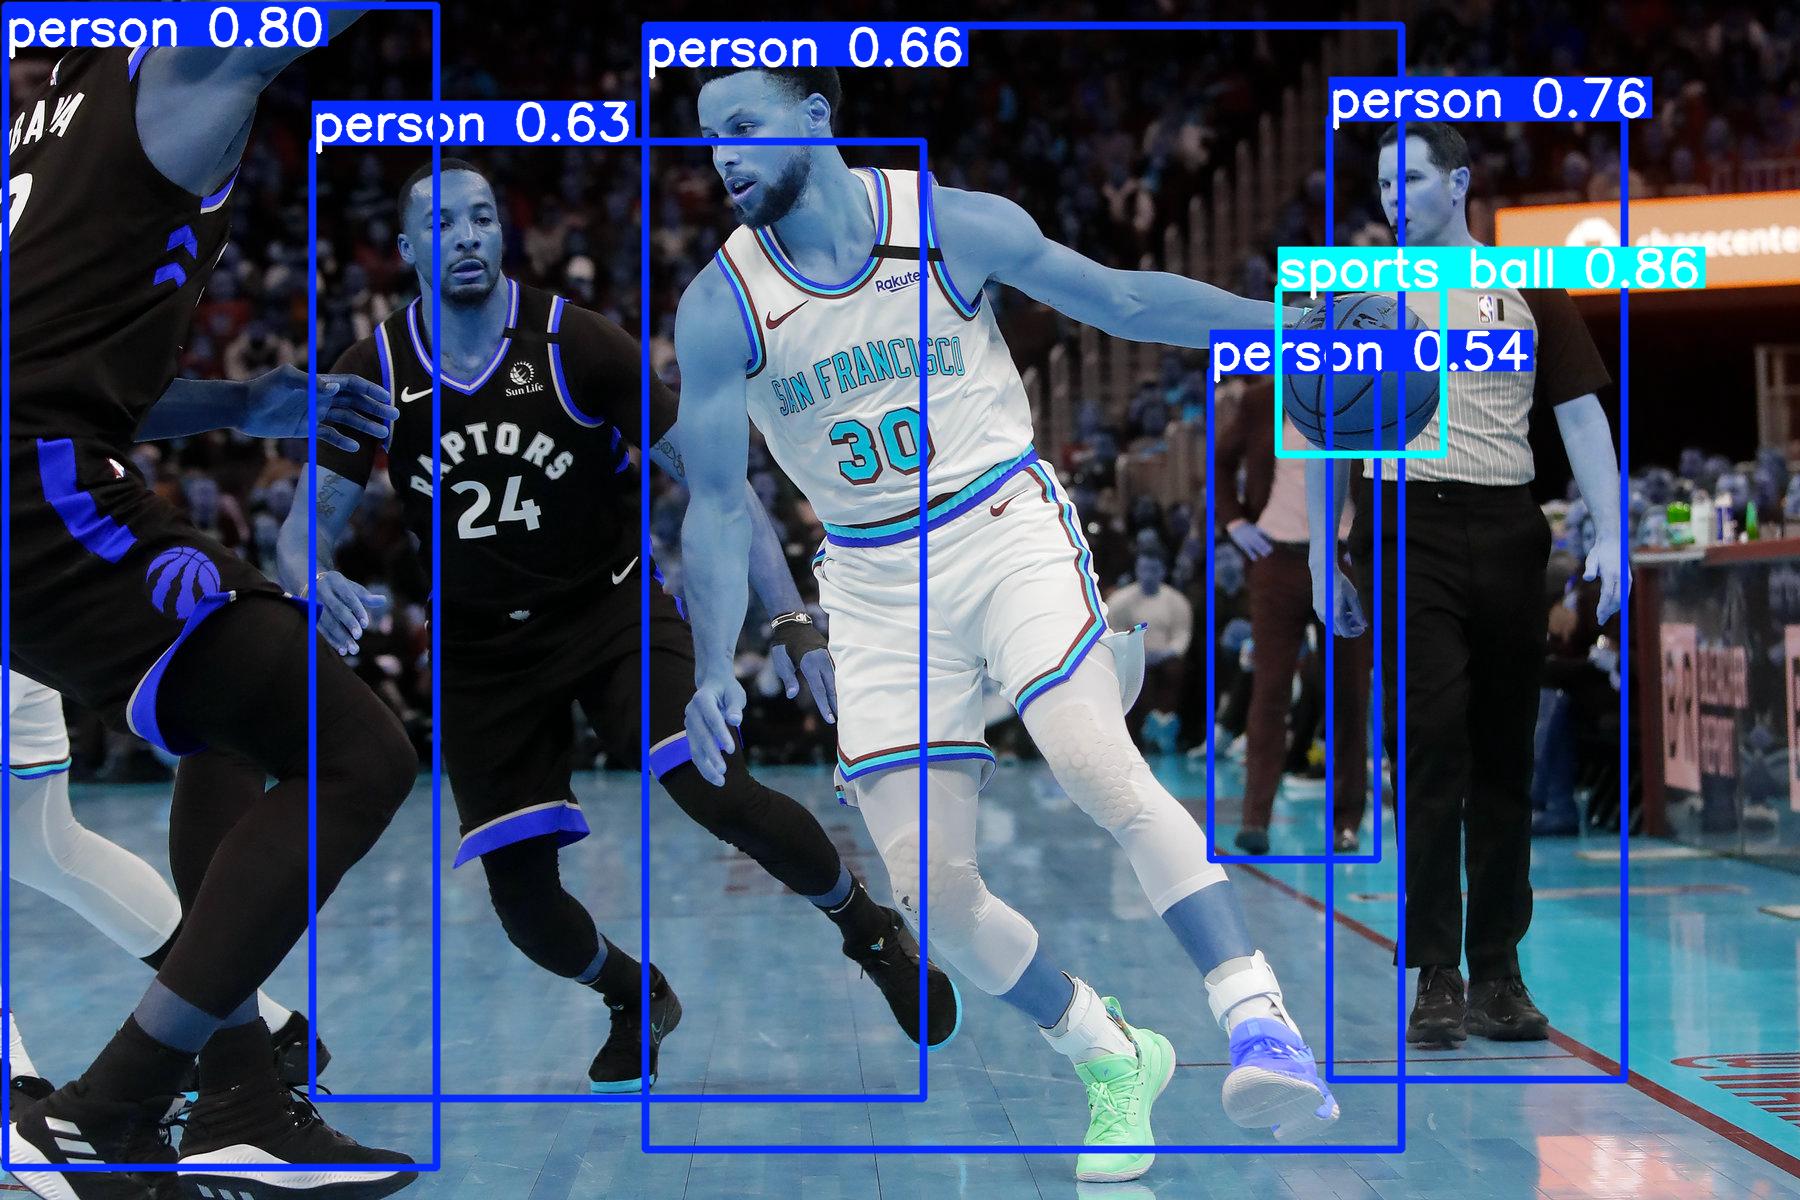 person 0.80
person 0.66
person 0.76
person 0.63
sports ball 0.86
person 0.54
Rakuten
Sun Life
SAN FRANCISCO
30
RAPTORS
24